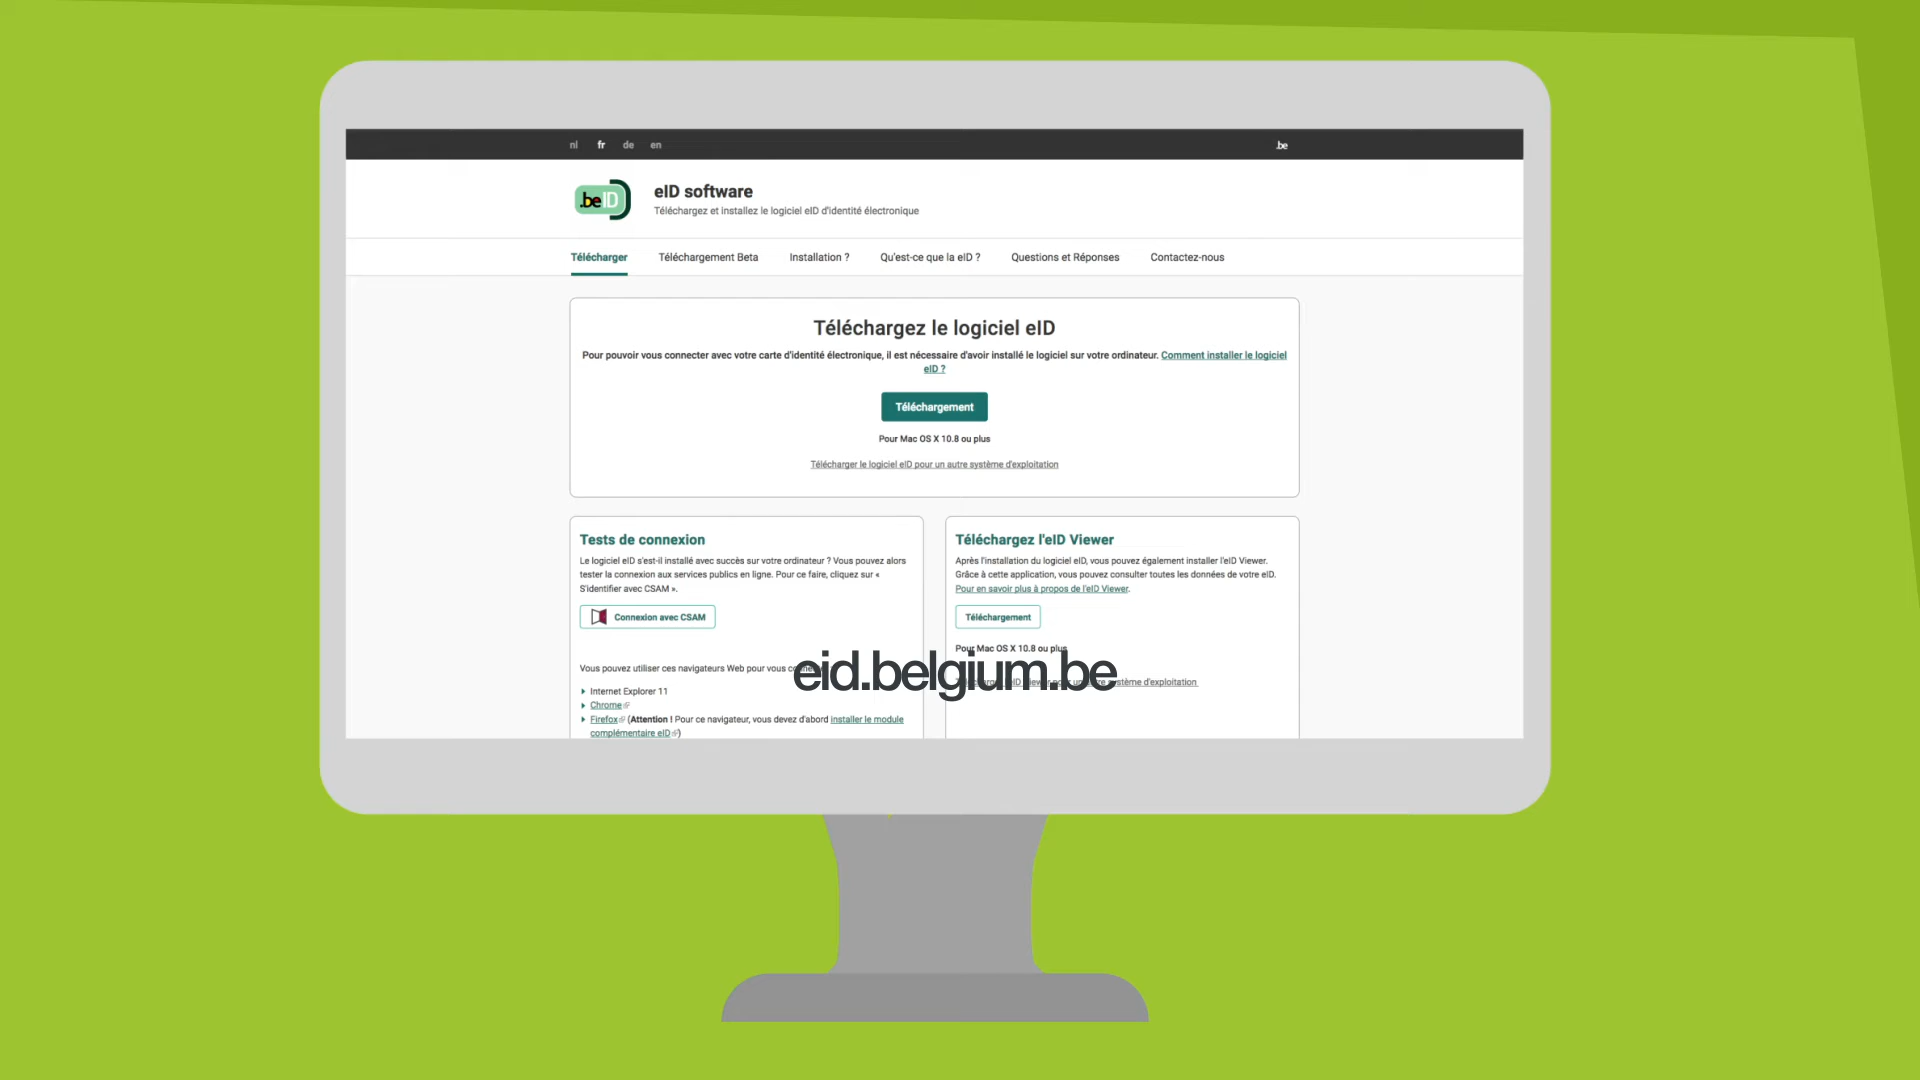 nl fr de en .be
.beID
eID software
Téléchargez et installez le logiciel eID d'identité électronique
Télécharger Téléchargement Beta Installation ? Qu'est-ce que la eID ? Questions et Réponses Contactez-nous
Téléchargez le logiciel eID
Pour pouvoir vous connecter avec votre carte d'identité électronique, il est nécessaire d'avoir installé le logiciel sur votre ordinateur. Comment installer le logiciel
eID ?
Téléchargement
Pour Mac OS X 10.8 ou plus
Télécharger le logiciel eID pour un autre système d'exploitation
Tests de connexion
Le logiciel eID s'est-il installé avec succès sur votre ordinateur ? Vous pouvez alors
tester la connexion aux services publics en ligne. Pour ce faire, cliquez sur «
S'identifier avec CSAM ».
Connexion avec CSAM
Vous pouvez utiliser ces navigateurs Web pour vous
Internet Explorer 11
Chrome
Firefox (Attention ! Pour ce navigateur, vous devez d'abord installer le module
complémentaire eID)
Téléchargez l'eID Viewer
Après l'installation du logiciel eID, vous pouvez également installer l'eID Viewer.
Grâce à cette application, vous pouvez consulter toutes les données de votre eID.
Pour en savoir plus à propos de l'eID Viewer.
Téléchargement
Pour Mac OS X 10.8 ou plus
système d'exploitation
eid.belgium.be